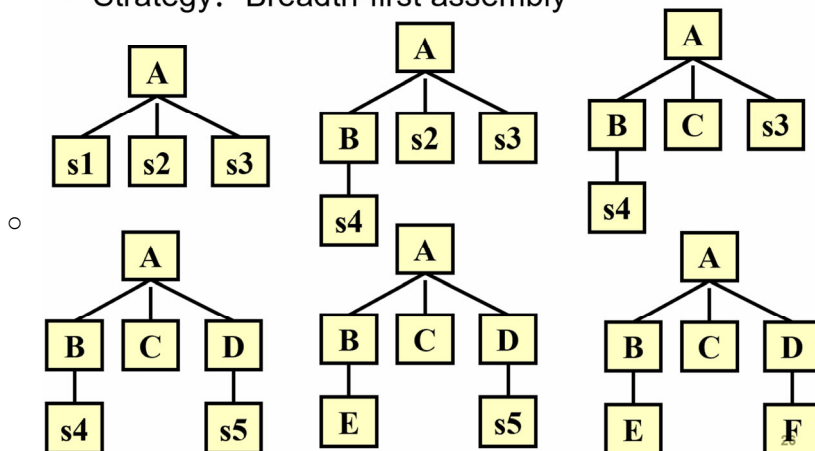 Strategy: Breadth-first assembly
A
s1 s2 s3
A
B s2 s3
s4
A
B C s3
s4
A
B C D
s4 s5
A
B C D
E s5
A
B C D
E F